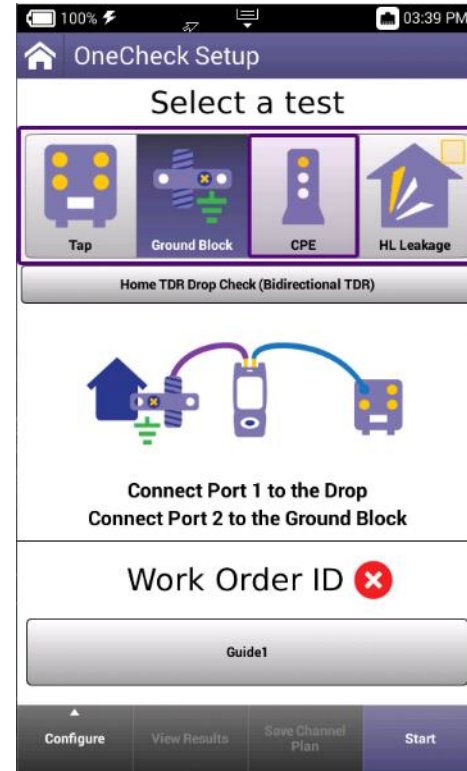 100% 03:39 PM
OneCheck Setup
Select a test
Tap Ground Block CPE HL Leakage
Home TDR Drop Check (Bidirectional TDR)
Connect Port 1 to the Drop
Connect Port 2 to the Ground Block
Work Order ID
Guide1
Configure View Results Save Channel Plan Start